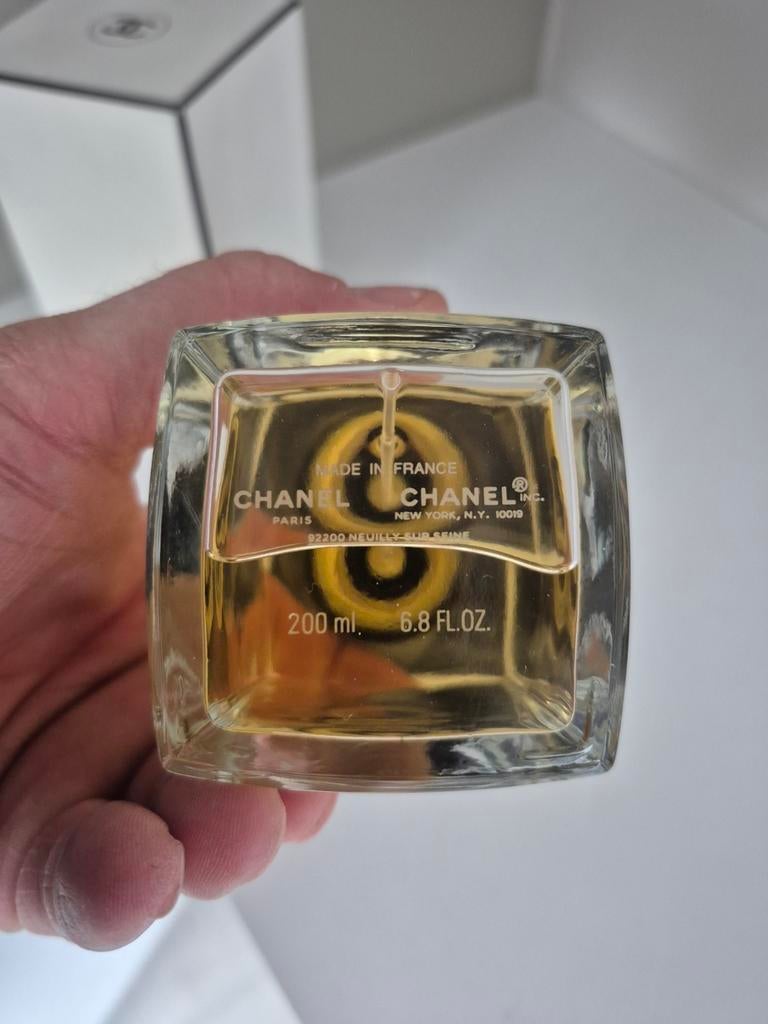 MADE IN FRANCE
CHANEL CHANEL® INC.
PARIS NEW YORK, N.Y. 10019
92200 NEUILLY SUR SEINE
200 ml 6.8 FL.OZ.